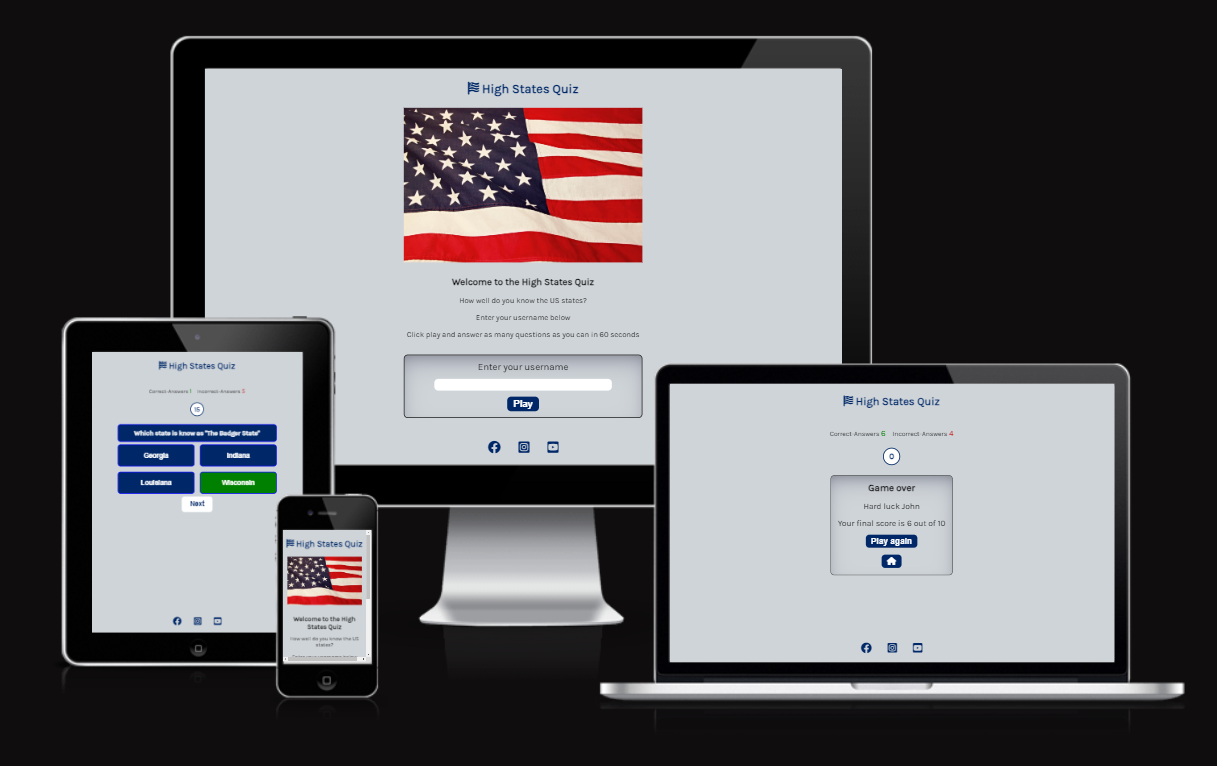 High States Quiz
Welcome to the High States Quiz
How well do you know the US states?
Enter your username below
Click play and answer as many questions as you can in 60 seconds
Enter your username
Play
High States Quiz
Correct-Answers 1 Incorrect-Answers 3
15
Which state is know as "The Badger State"
Georgia Indiana
Louisiana Wisconsin
Next
High States Quiz
Welcome to the High
States Quiz
How well do you know the US
states?
Enter your username below
High States Quiz
Correct-Answers 6 Incorrect-Answers 4
0
Game over
Hard luck John
Your final score is 6 out of 10
Play again